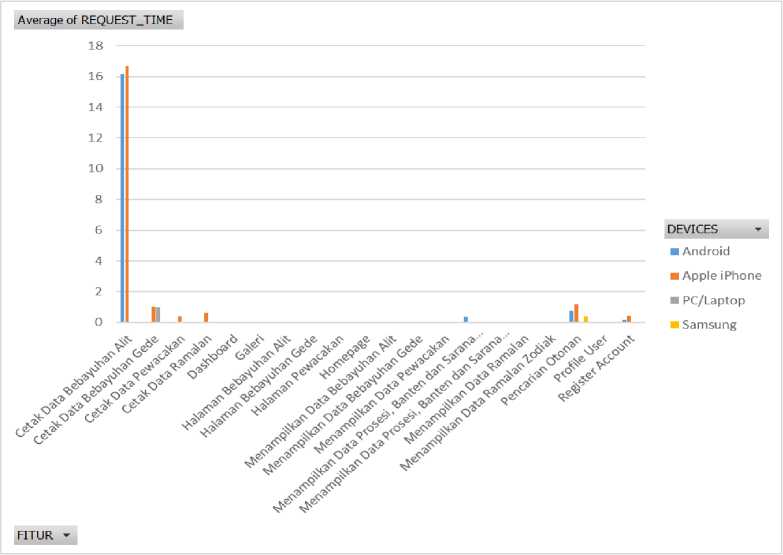 Average of REQUEST_TIME
18
16
14
12
10
8
6
4
2
0
Cetak Data Bebayuhan Alit
Cetak Data Bebayuhan Gede
Cetak Data Pewacakan
Cetak Data Ramalan
Dashboard
Galeri
Halaman Bebayuhan Alit
Halaman Bebayuhan Gede
Halaman Pewacakan
Homepage
Menampilkan Data Bebayuhan Alit
Menampilkan Data Bebayuhan Gede
Menampilkan Data Pewacakan
Menampilkan Data Prosesi, Banten dan Sarana...
Menampilkan Data Prosesi, Banten dan Sarana...
Menampilkan Data Ramalan
Menampilkan Data Ramalan Zodiak
Pencarian Otonan
Profile User
Register Account
DEVICES
Android
Apple iPhone
PC/Laptop
Samsung
FITUR